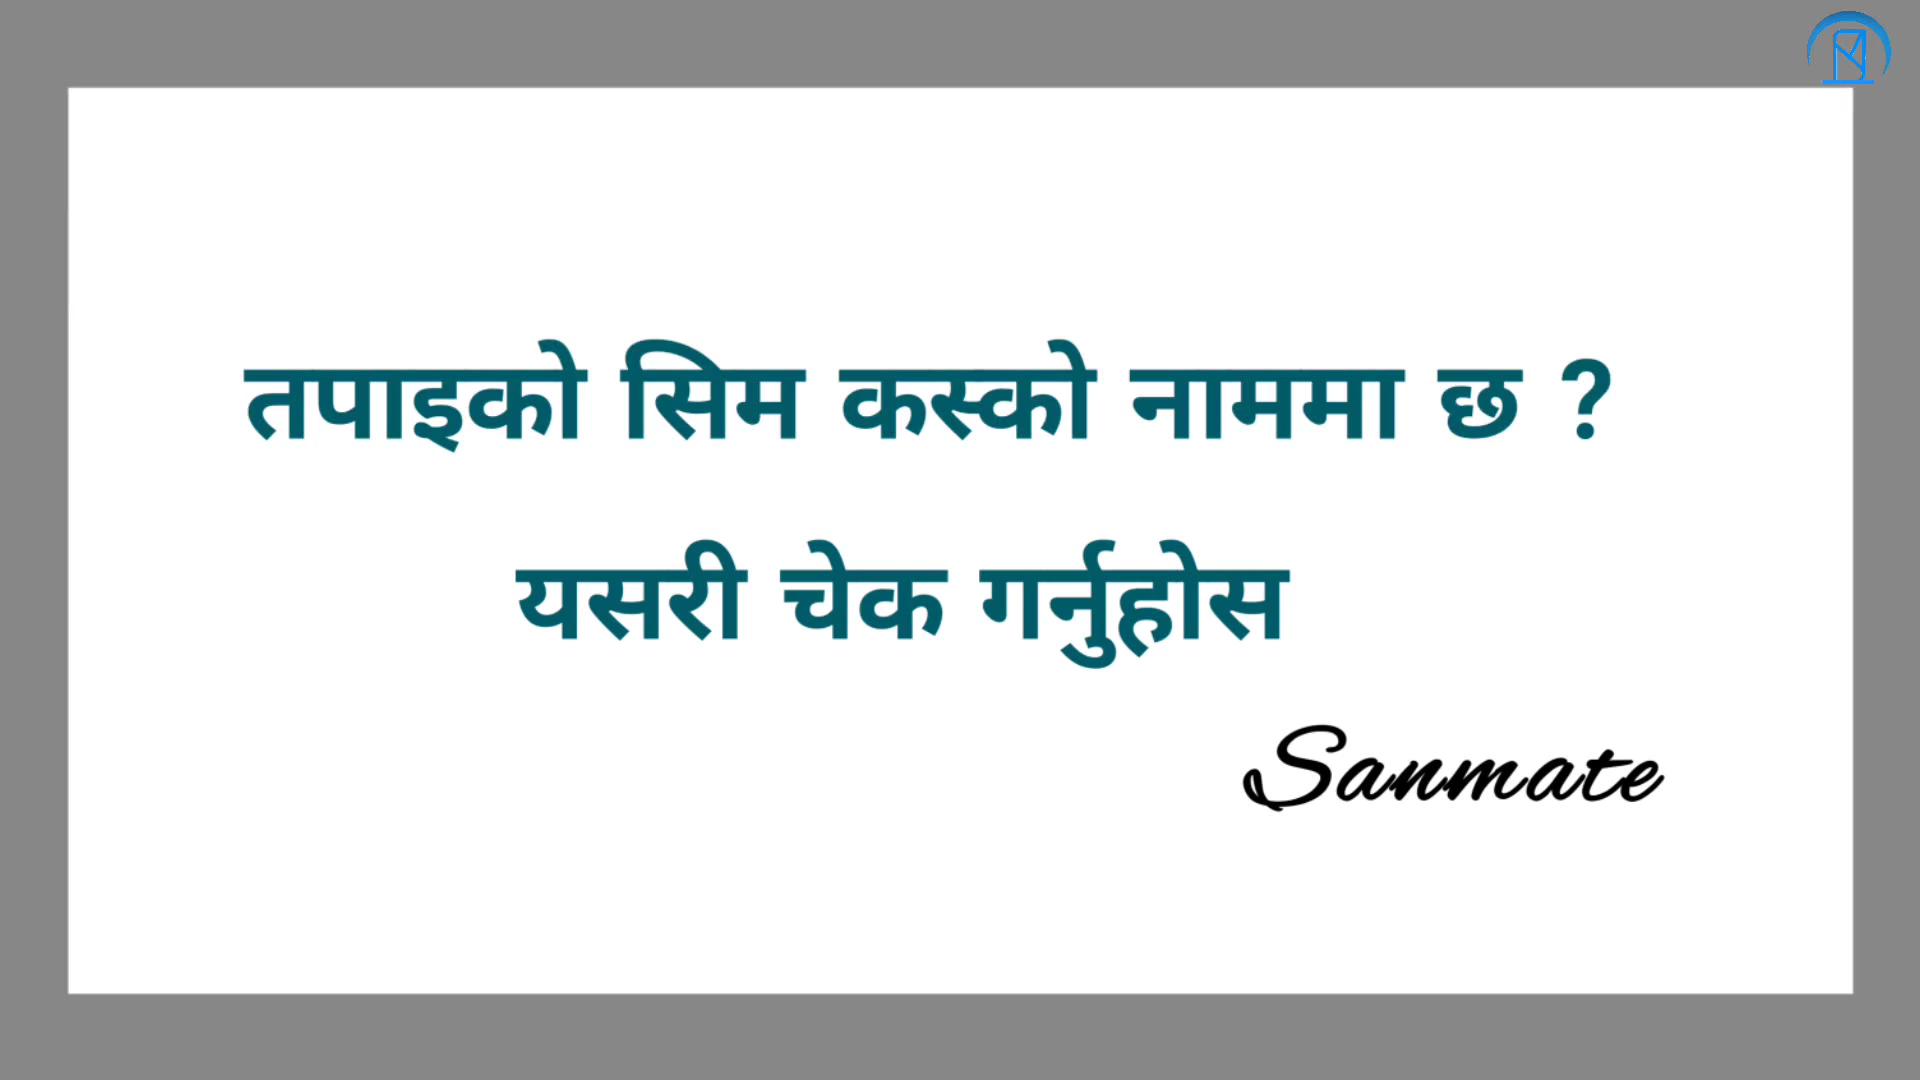 तपाइको सिम कस्को नाममा छ ?
यसरी चेक गर्नुहोस
Sanmate